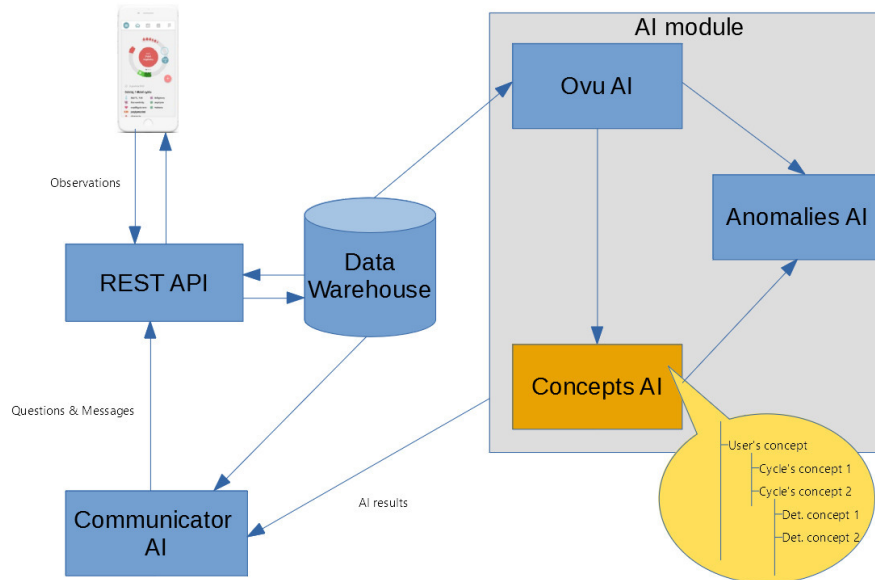 AI module
Ovu AI
Observations
Anomalies AI
REST API
Data
Warehouse
Concepts AI
Questions & Messages
User's concept
Cycle's concept 1
Cycle's concept 2
AI results
Det. concept 1
Communicator
AI
Det. concept 2